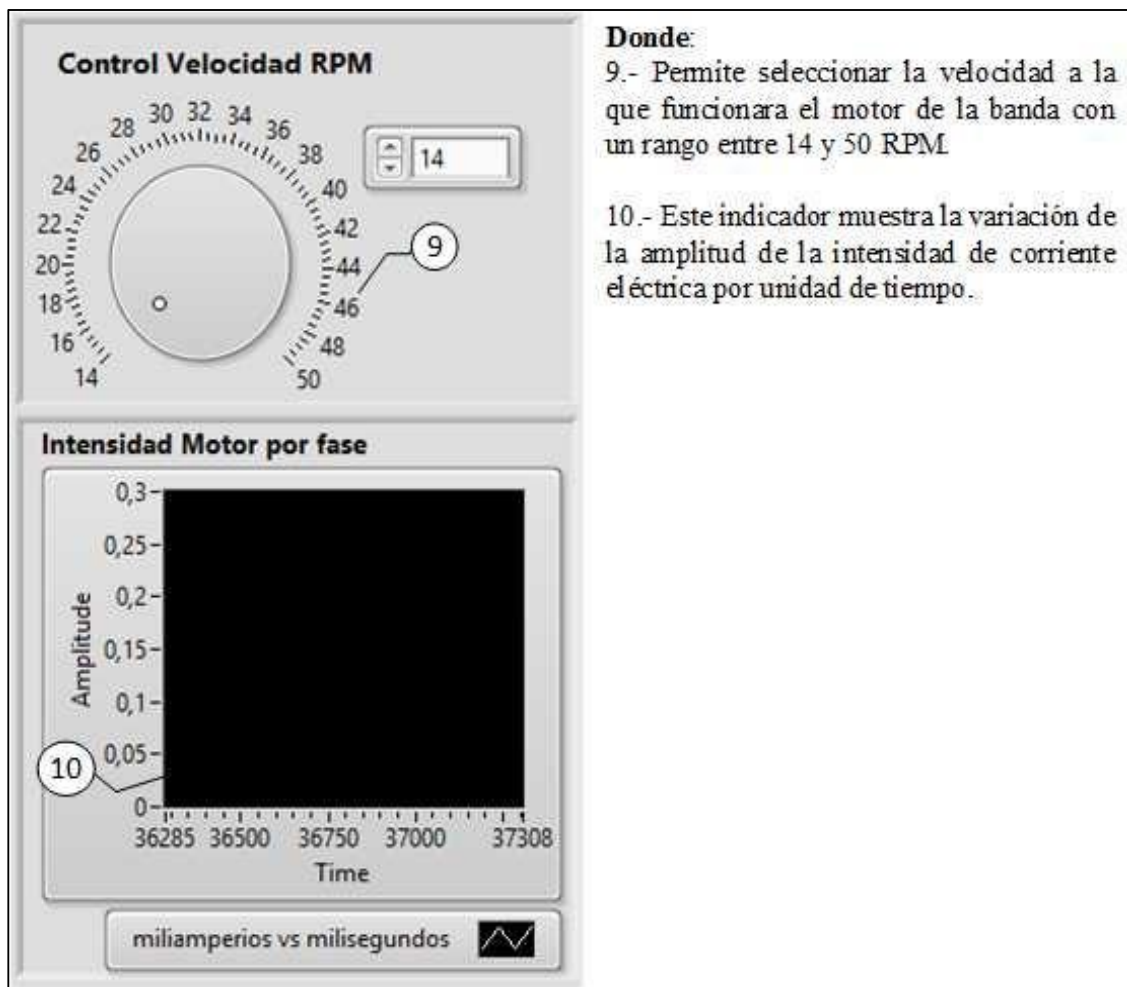 Control Velocidad RPM
14
16
18
20
22
24
26
28
30
32
34
36
38
40
42
44
46
48
50
14
9
Intensidad Motor por fase
Amplitude
0,3
0,25
0,2
0,15
0,1
0,05
0
10
36285 36500 36750 37000 37308
Time
miliamperios vs milisegundos
Donde:
9.- Permite seleccionar la velocidad a la
que funcionara el motor de la banda con
un rango entre 14 y 50 RPM.
10.- Este indicador muestra la variación de
la amplitud de la intensidad de corriente
eléctrica por unidad de tiempo.